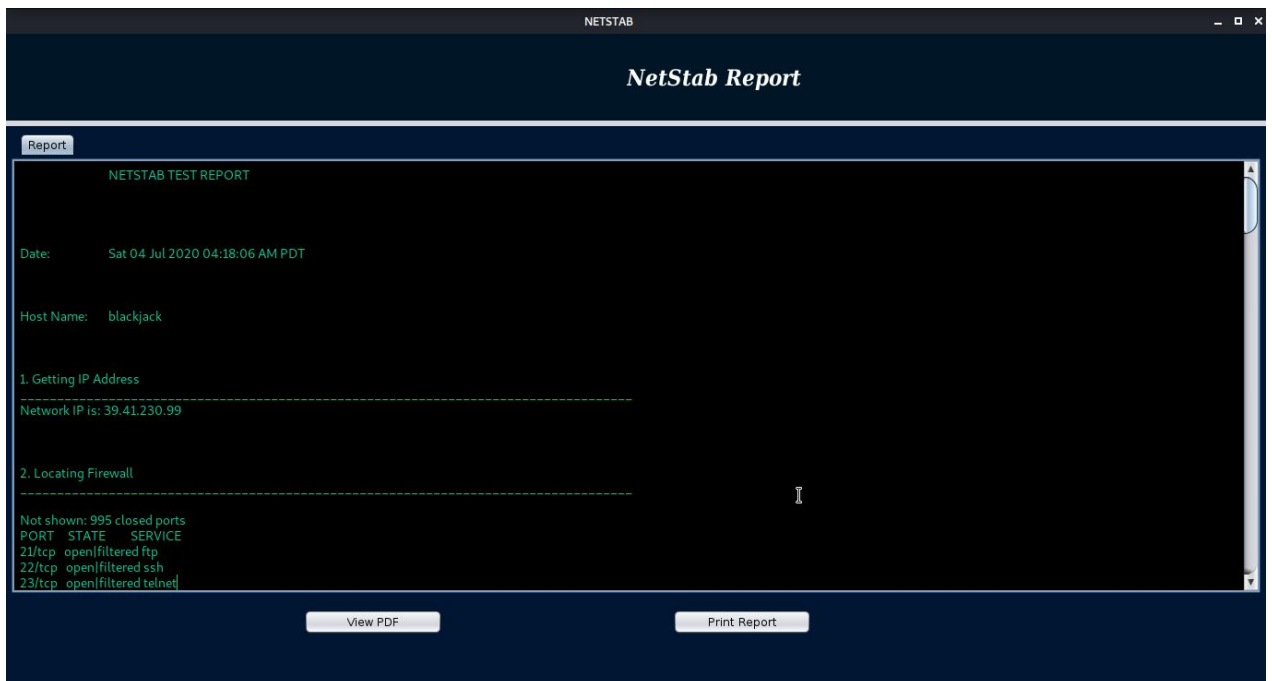 NETSTAB
NetStab Report
Report
NETSTAB TEST REPORT
Date: Sat 04 Jul 2020 04:18:06 AM PDT
Host Name: blackjack
1. Getting IP Address
Network IP is: 39.41.230.99
2. Locating Firewall
Not shown: 995 closed ports
PORT STATE SERVICE
21/tcp open|filtered ftp
22/tcp open|filtered ssh
23/tcp open|filtered telnet
View PDF
Print Report